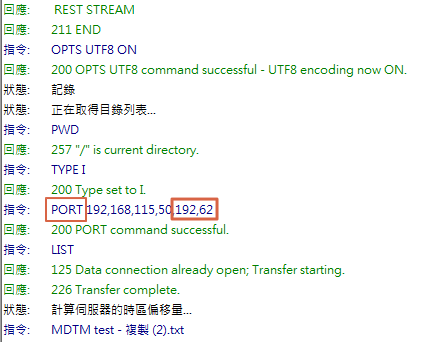 回應: REST STREAM
回應: 211 END
指令: OPTS UTF8 ON
回應: 200 OPTS UTF8 command successful - UTF8 encoding now ON.
狀態: 記錄
狀態: 正在取得目錄列表...
指令: PWD
回應: 257 "/" is current directory.
指令: TYPE I
回應: 200 Type set to I.
指令: PORT 192,168,115,50,192,62
回應: 200 PORT command successful.
指令: LIST
回應: 125 Data connection already open; Transfer starting.
回應: 226 Transfer complete.
狀態: 計算伺服器的時區偏移量...
指令: MDTM test - 複製 (2).txt